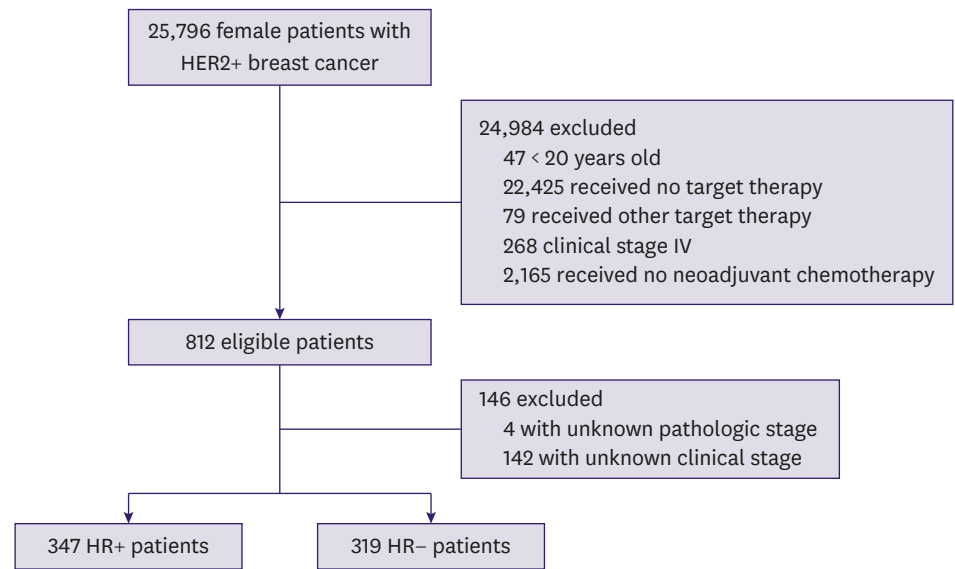 25,796 female patients with
HER2+ breast cancer
24,984 excluded
47 < 20 years old
22,425 received no target therapy
79 received other target therapy
268 clinical stage IV
2,165 received no neoadjuvant chemotherapy
812 eligible patients
146 excluded
4 with unknown pathologic stage
142 with unknown clinical stage
347 HR+ patients
319 HR− patients